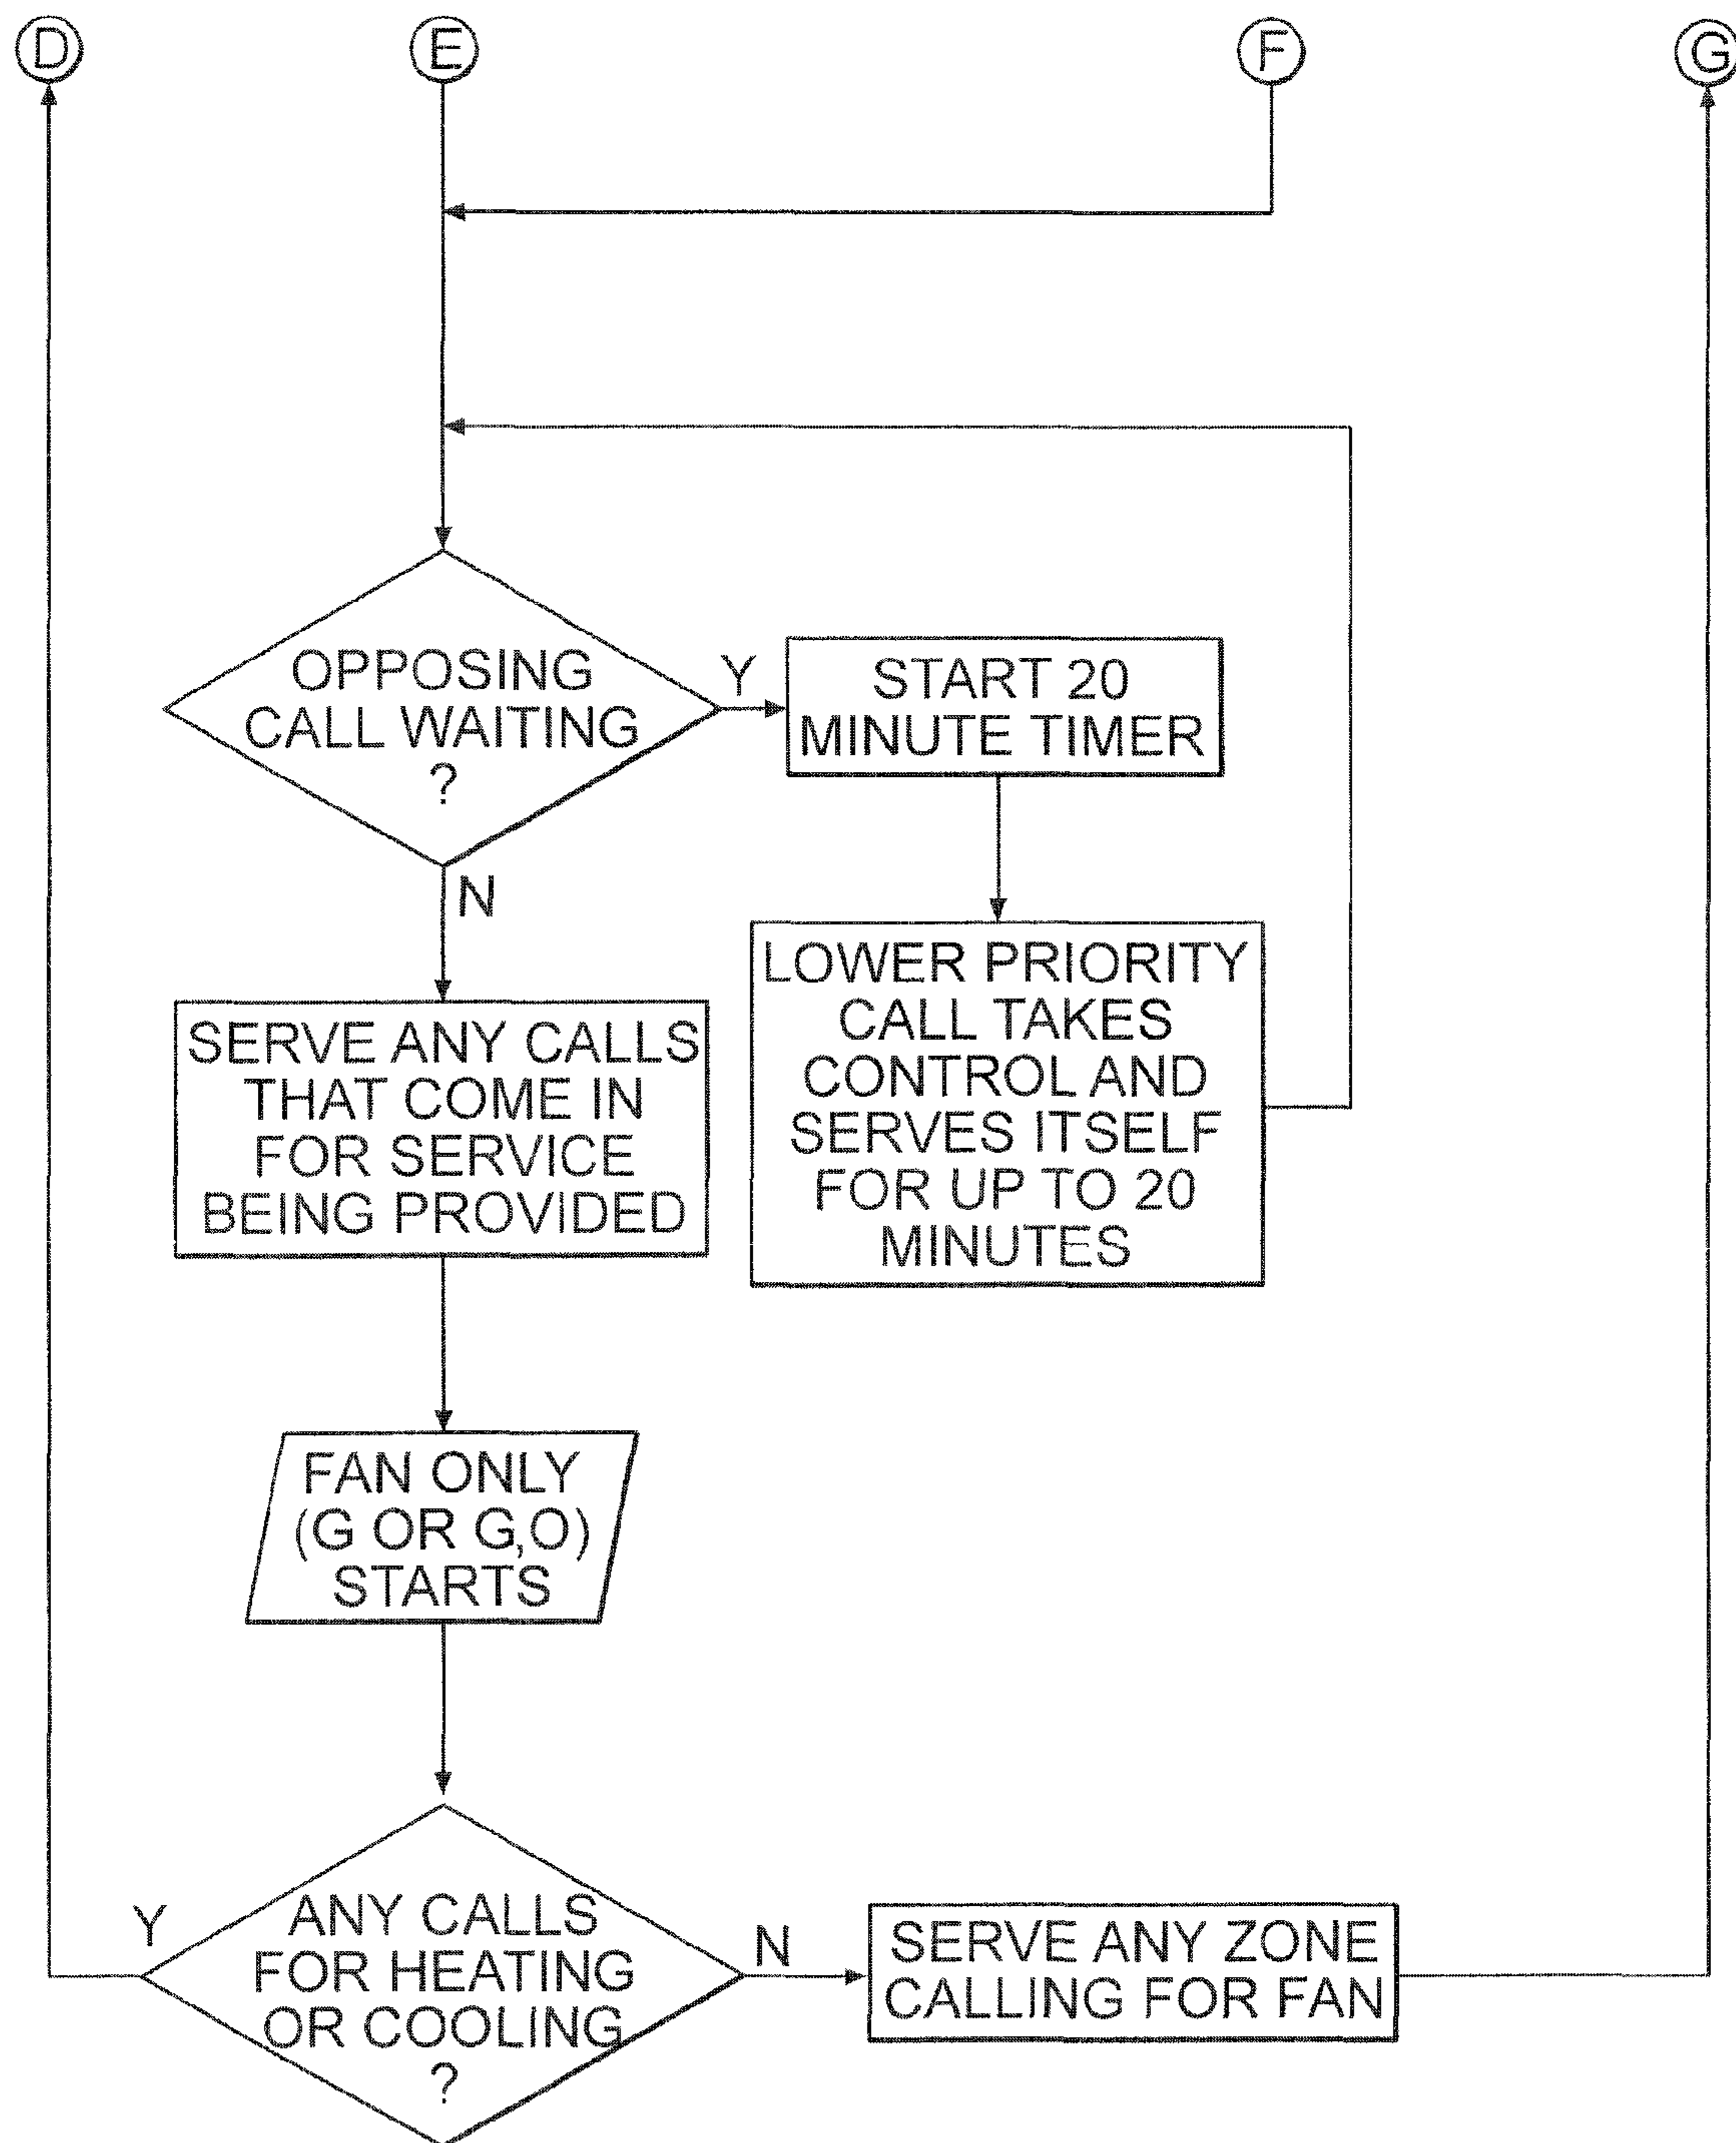 D
E
F
G
OPPOSING
CALL WAITING
?
Y
START 20
MINUTE TIMER
N
LOWER PRIORITY
CALL TAKES
CONTROL AND
SERVES ITSELF
FOR UP TO 20
MINUTES
SERVE ANY CALLS
THAT COME IN
FOR SERVICE
BEING PROVIDED
FAN ONLY
(G OR G,O)
STARTS
Y
ANY CALLS
FOR HEATING
OR COOLING
?
N
SERVE ANY ZONE
CALLING FOR FAN